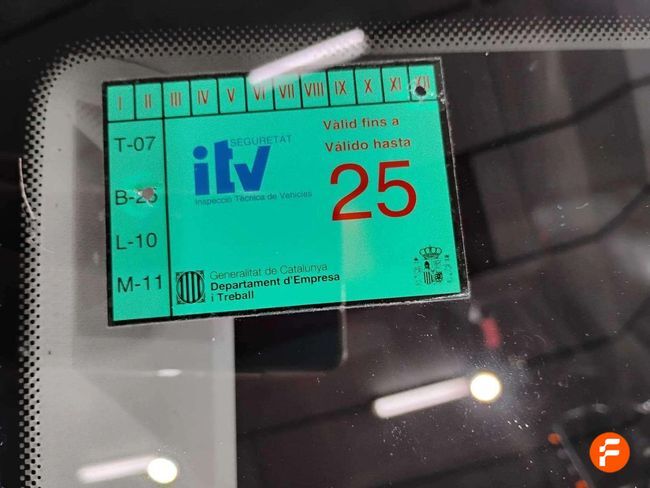 I II III IV V VI VII VIII IX X XI XII
T-07
SEGURETAT
Vàlid fins a
Válido hasta
itv
25
B-25
Inspecció Tècnica de Vehicles
L-10
M-11
Generalitat de Catalunya
Departament d'Empresa
i Treball